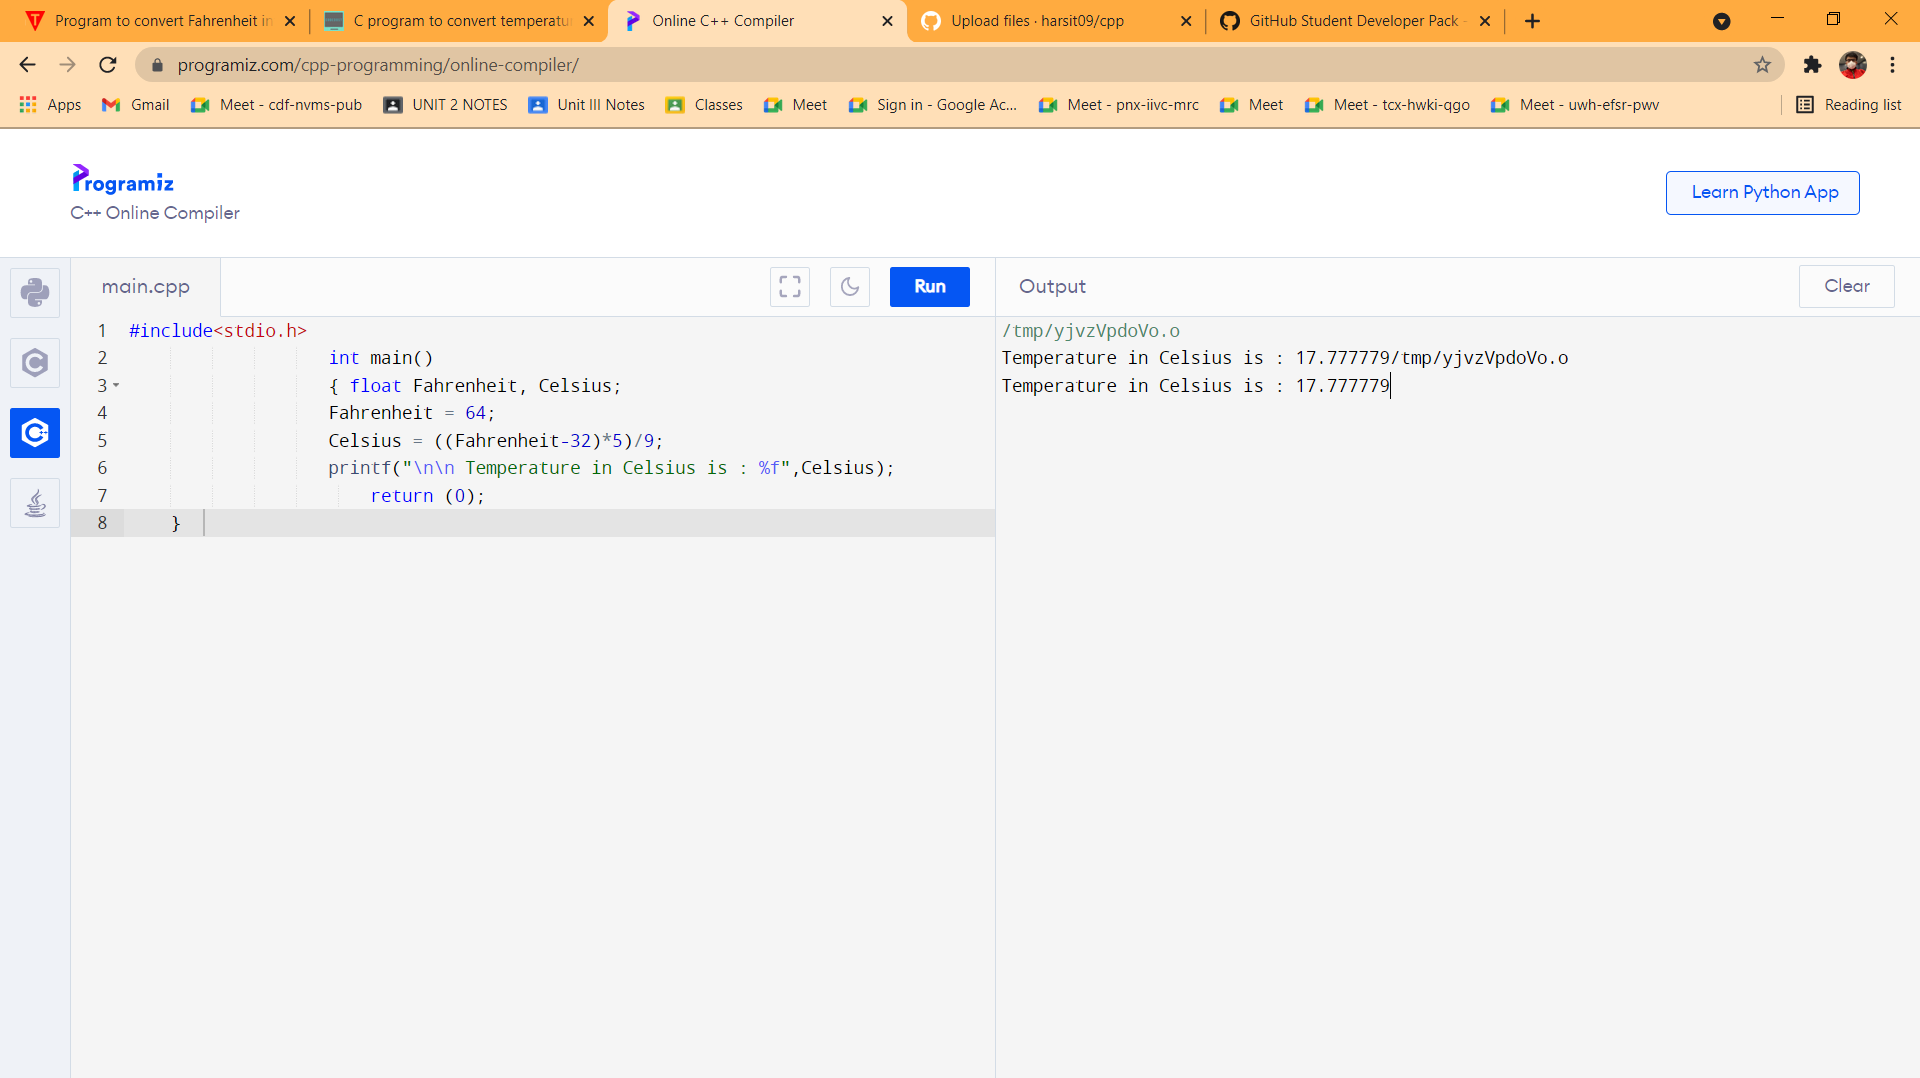 Program to convert Fahrenheit in
C program to convert temperatu
Online C++ Compiler
Upload files · harsit09/cpp
GitHub Student Developer Pack -
programiz.com/cpp-programming/online-compiler/
Apps Gmail Meet - cdf-nvms-pub UNIT 2 NOTES Unit III Notes Classes Meet Sign in - Google Ac... Meet - pnx-iivc-mrc Meet Meet - tcx-hwki-qgo Meet - uwh-efsr-pwv Reading list
Programiz
C++ Online Compiler
Learn Python App
main.cpp
Run
1 #include<stdio.h>
2 int main()
3 { float Fahrenheit, Celsius;
4 Fahrenheit = 64;
5 Celsius = ((Fahrenheit-32)*5)/9;
6 printf("\n\n Temperature in Celsius is : %f",Celsius);
7 return (0);
8 }
Output
Clear
/tmp/yjvzVpdoVo.o
Temperature in Celsius is : 17.777779/tmp/yjvzVpdoVo.o
Temperature in Celsius is : 17.777779